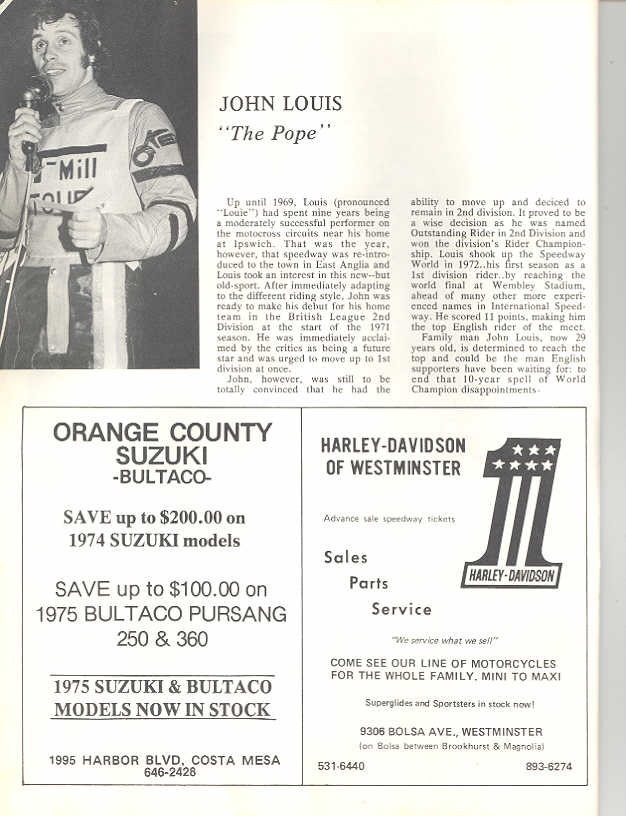 -Mill
TOUR
JOHN LOUIS
"The Pope"
Up until 1969, Louis (pronounced
"Louie") had spent nine years being
a moderately successful performer on
the motocross circuits near his home
at Ipswich. That was the year,
however, that speedway was re-intro-
duced to the town in East Anglia and
Louis took an interest in this new--but
old-sport. After immediately adapting
to the different riding style, John was
ready to make his debut for his home
team in the British League 2nd
Division at the start of the 1971
season. He was immediately acclai-
med by the critics as being a future
star and was urged to move up to 1st
division at once.
John, however, was still to be
totally convinced that he had the
ability to move up and deciced to
remain in 2nd division. It proved to be
a wise decision as he was named
Outstanding Rider in 2nd Division and
won the division's Rider Champion-
ship. Louis shook up the Speedway
World in 1972..his first season as a
1st division rider..by reaching the
world final at Wembley Stadium,
ahead of many other more experi-
enced names in International Speed-
way. He scored 11 points, making him
the top English rider of the meet.
Family man John Louis, now 29
years old, is determined to reach the
top and could be the man English
supporters have been waiting for: to
end that 10-year spell of World
Champion disappointments.
ORANGE COUNTY
SUZUKI
-BULTACO-
SAVE up to $200.00 on
1974 SUZUKI models
SAVE up to $100.00 on
1975 BULTACO PURSANG
250 & 360
1975 SUZUKI & BULTACO
MODELS NOW IN STOCK
1995 HARBOR BLVD, COSTA MESA
646-2428
HARLEY-DAVIDSON
OF WESTMINSTER
HARLEY-DAVIDSON
Advance sale speedway tickets
Sales
Parts
Service
"We service what we sell"
COME SEE OUR LINE OF MOTORCYCLES
FOR THE WHOLE FAMILY, MINI TO MAXI
Superglides and Sportsters in stock now!
9306 BOLSA AVE., WESTMINSTER
(on Bolsa between Brookhurst & Magnolia)
531-6440 893-6274